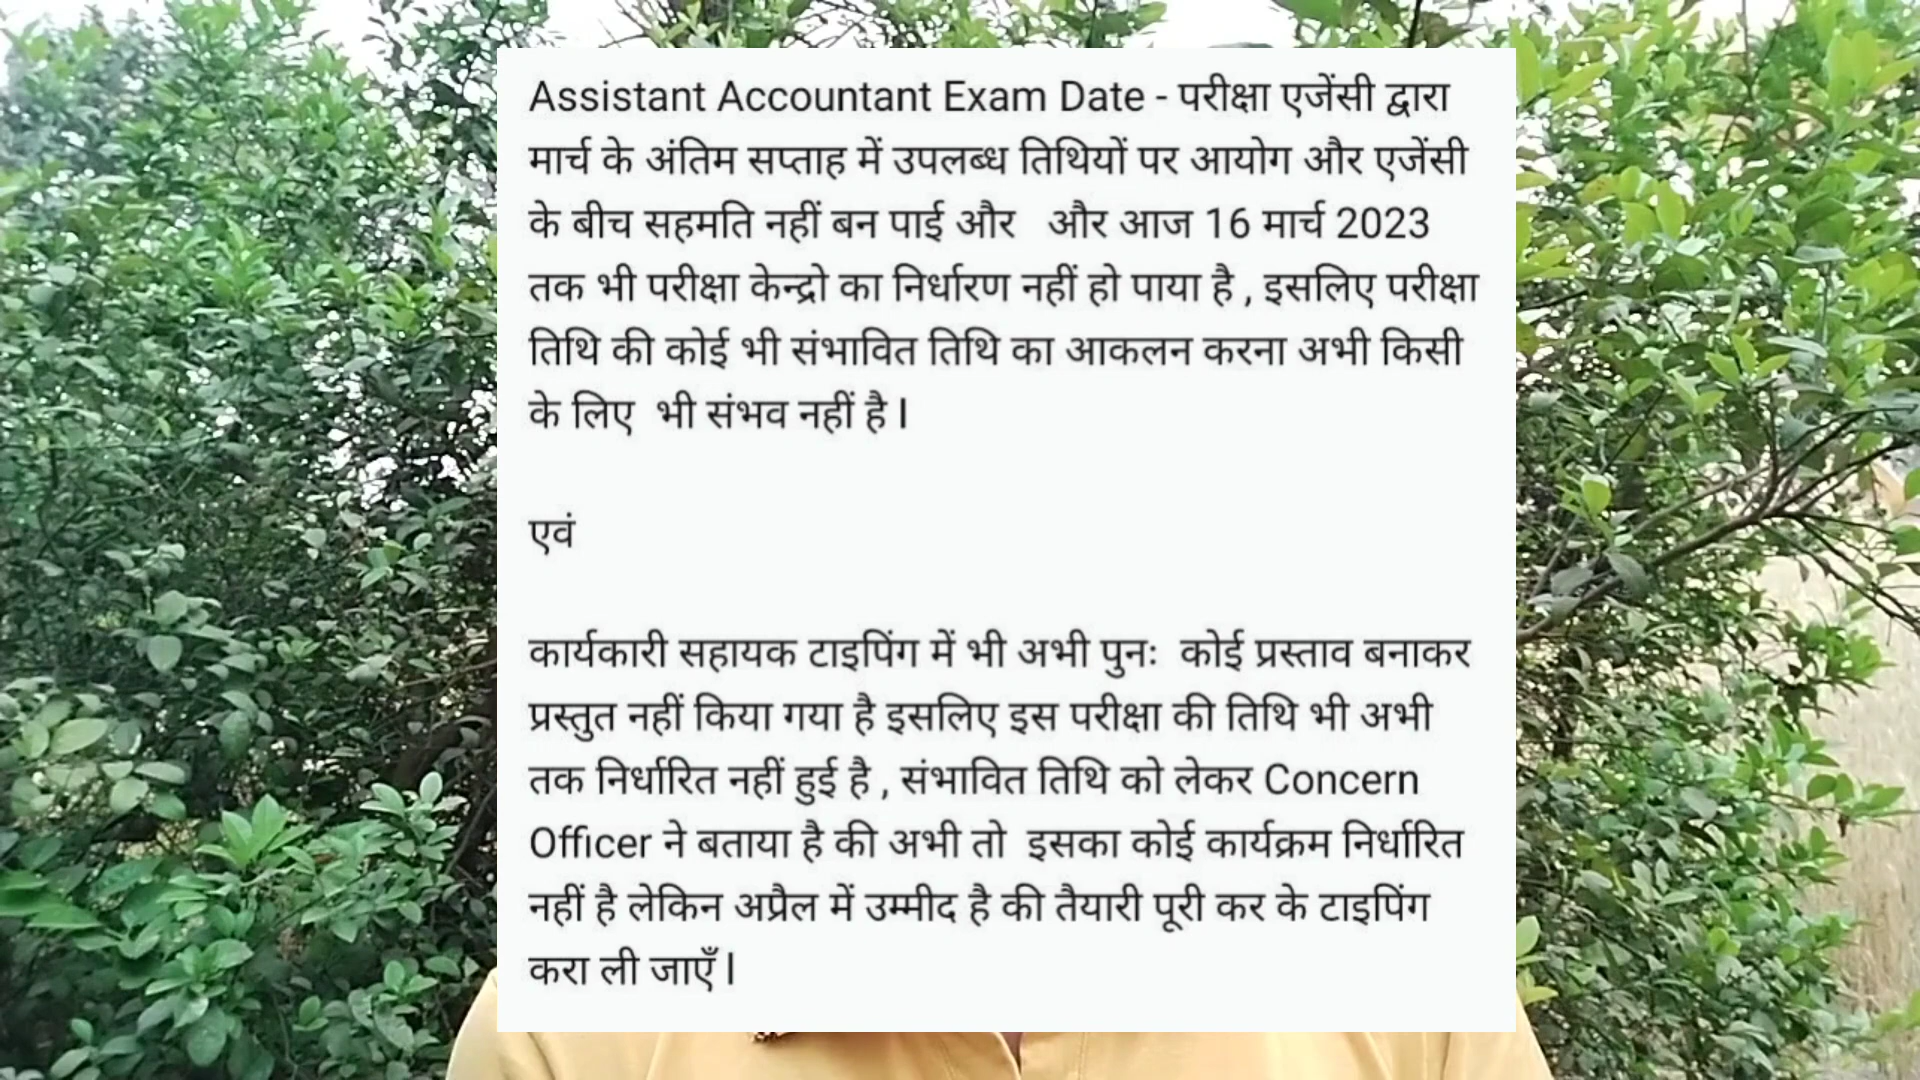 Assistant Accountant Exam Date - परीक्षा एजेंसी द्वारा
मार्च के अंतिम सप्ताह में उपलब्ध तिथियों पर आयोग और एजेंसी
के बीच सहमति नहीं बन पाई और और आज 16 मार्च 2023
तक भी परीक्षा केन्द्रो का निर्धारण नहीं हो पाया है , इसलिए परीक्षा
तिथि की कोई भी संभावित तिथि का आकलन करना अभी किसी
के लिए भी संभव नहीं है l
एवं
कार्यकारी सहायक टाइपिंग में भी अभी पुनः कोई प्रस्ताव बनाकर
प्रस्तुत नहीं किया गया है इसलिए इस परीक्षा की तिथि भी अभी
तक निर्धारित नहीं हुई है , संभावित तिथि को लेकर Concern
Officer ने बताया है की अभी तो इसका कोई कार्यक्रम निर्धारित
नहीं है लेकिन अप्रैल में उम्मीद है की तैयारी पूरी कर के टाइपिंग
करा ली जाएँ l